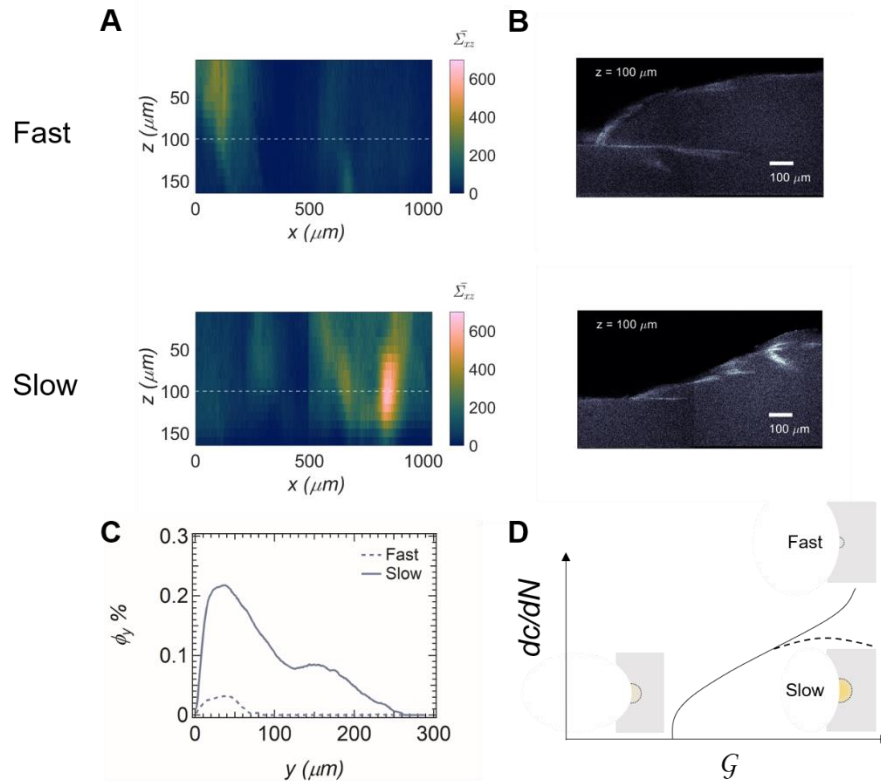 A
B
Fast
Σ̄xz
600
400
200
0
50
100
150
z (μm)
0
500
1000
x (μm)
z = 100 μm
100 μm
Slow
Σ̄xz
600
400
200
0
50
100
150
z (μm)
0
500
1000
x (μm)
z = 100 μm
100 μm
C
0.3
0.2
0.1
0
ϕy %
Fast
Slow
0
100
200
300
y (μm)
D
dc/dN
Fast
Slow
G